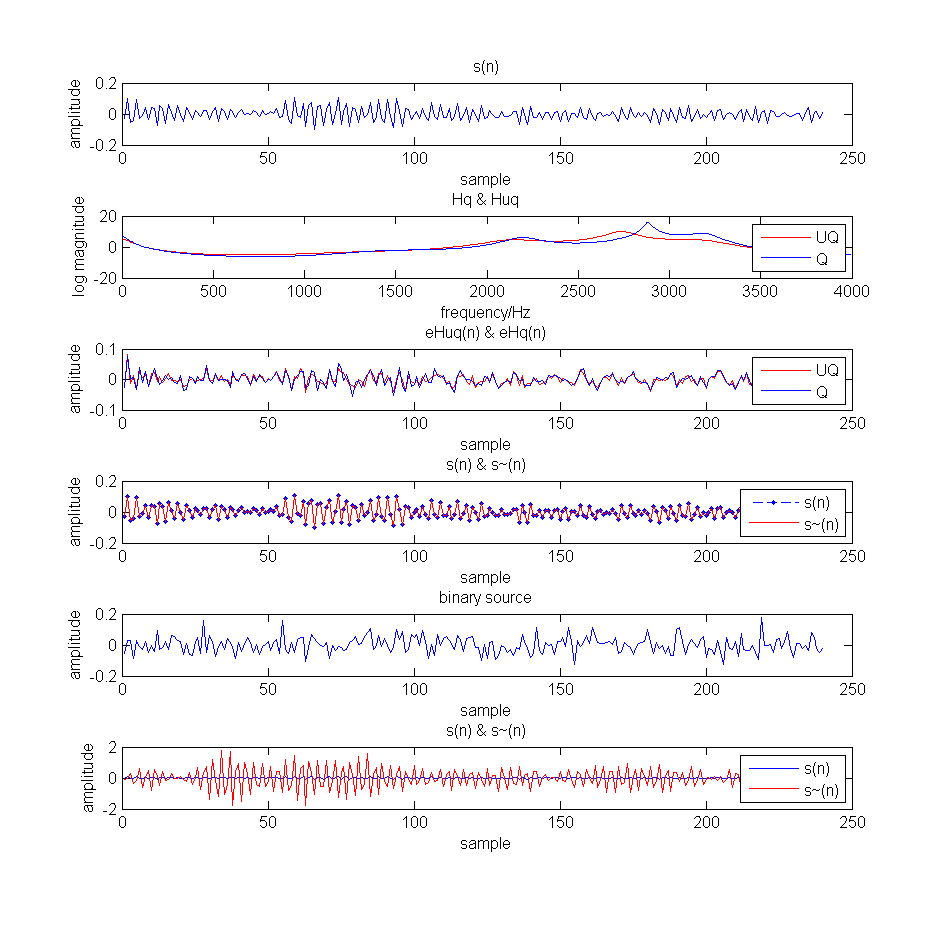 s(n)
amplitude
0.2
0
-0.2
0 50 100 150 200 250
sample
Hq & Huq
log magnitude
20
0
-20
UQ
Q
0 500 1000 1500 2000 2500 3000 3500 4000
frequency/Hz
eHuq(n) & eHq(n)
amplitude
0.1
0
-0.1
UQ
Q
0 50 100 150 200 250
sample
s(n) & s~(n)
amplitude
0.2
0
-0.2
s(n)
s~(n)
0 50 100 150 200 250
sample
binary source
amplitude
0.2
0
-0.2
0 50 100 150 200 250
sample
s(n) & s~(n)
amplitude
2
0
-2
s(n)
s~(n)
0 50 100 150 200 250
sample